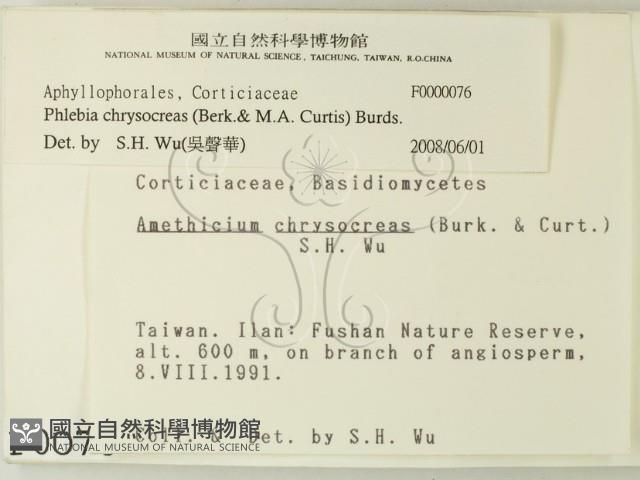 國立自然科學博物館
NATIONAL MUSEUM OF NATURAL SCIENCE, TAICHUNG, TAIWAN, R.O.CHINA
Aphyllophorales, Corticiaceae F0000076
Phlebia chrysocreas (Berk.& M.A. Curtis) Burds.
Det. by S.H. Wu(吳聲華) 2008/06/01
Corticiaceae, Basidiomycetes
Amethicium chrysocreas (Burk. & Curt.)
S.H. Wu
Taiwan. Ilan: Fushan Nature Reserve,
alt. 600 m, on branch of angiosperm,
8.VIII.1991.
國立自然科學博物館
NATIONAL MUSEUM OF NATURAL SCIENCE
Coll. & Det. by S.H. Wu